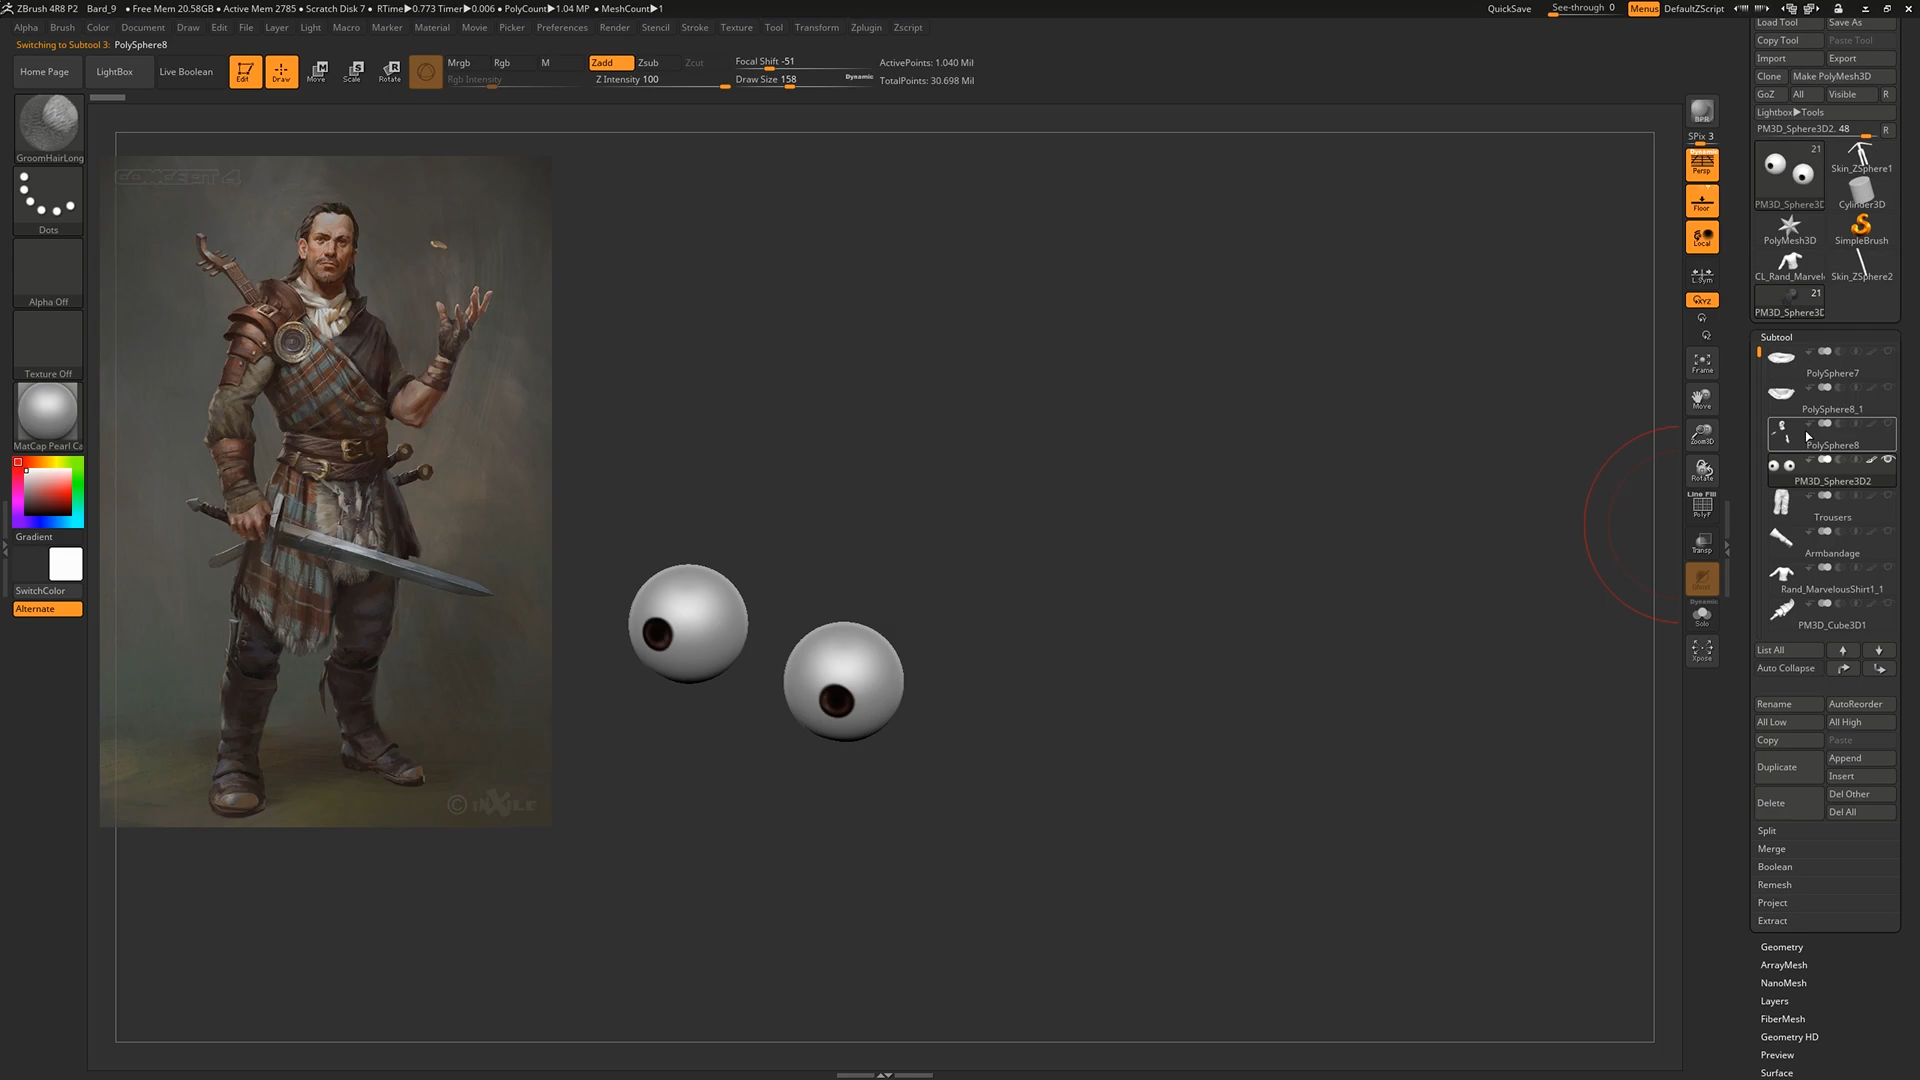 ZBrush 4R8 P2 Bard_9 • Free Mem 20.58GB • Active Mem 2785 • Scratch Disk 7 • RTime▶0.773 Timer▶0.006 • PolyCount▶1.04 MP • MeshCount▶1
QuickSave See-through 0 Menus DefaultZScript
Alpha Brush Color Document Draw Edit File Layer Light Macro Marker Material Movie Picker Preferences Render Stencil Stroke Texture Tool Transform Zplugin Zscript
Switching to Subtool 3: PolySphere8
Home Page LightBox Live Boolean Edit Draw Move Scale Rotate
Mrgb Rgb M Zadd Zsub Zcut Focal Shift -51 ActivePoints: 1.040 Mil
Rgb Intensity Z Intensity 100 Draw Size 158 Dynamic TotalPoints: 30.698 Mil
GroomHairLong
Dots
Alpha Off
Texture Off
MatCap Pearl Ca
Gradient
SwitchColor
Alternate
CONCEPT 4
© INXILE
BPR
SPix 3
Dynamic
Persp
Floor
Local
L.Sym
XYZ
Frame
Move
Zoom3D
Rotate
Line Fill
PolyF
Transp
Dynamic
Solo
Xpose
Load Tool Save As
Copy Tool Paste Tool
Import Export
Clone Make PolyMesh3D
GoZ All Visible R
Lightbox▶Tools
PM3D_Sphere3D2. 48 R
21
Skin_ZSphere1
PM3D_Sphere3D Cylinder3D
PolyMesh3D SimpleBrush
CL_Rand_Marvel Skin_ZSphere2
21
PM3D_Sphere3D
Subtool
PolySphere7
PolySphere8_1
PolySphere8
PM3D_Sphere3D2
Trousers
Armbandage
Rand_MarvelousShirt1_1
PM3D_Cube3D1
List All
Auto Collapse
Rename AutoReorder
All Low All High
Copy Paste
Duplicate Append
Insert
Delete Del Other
Del All
Split
Merge
Boolean
Remesh
Project
Extract
Geometry
ArrayMesh
NanoMesh
Layers
FiberMesh
Geometry HD
Preview
Surface